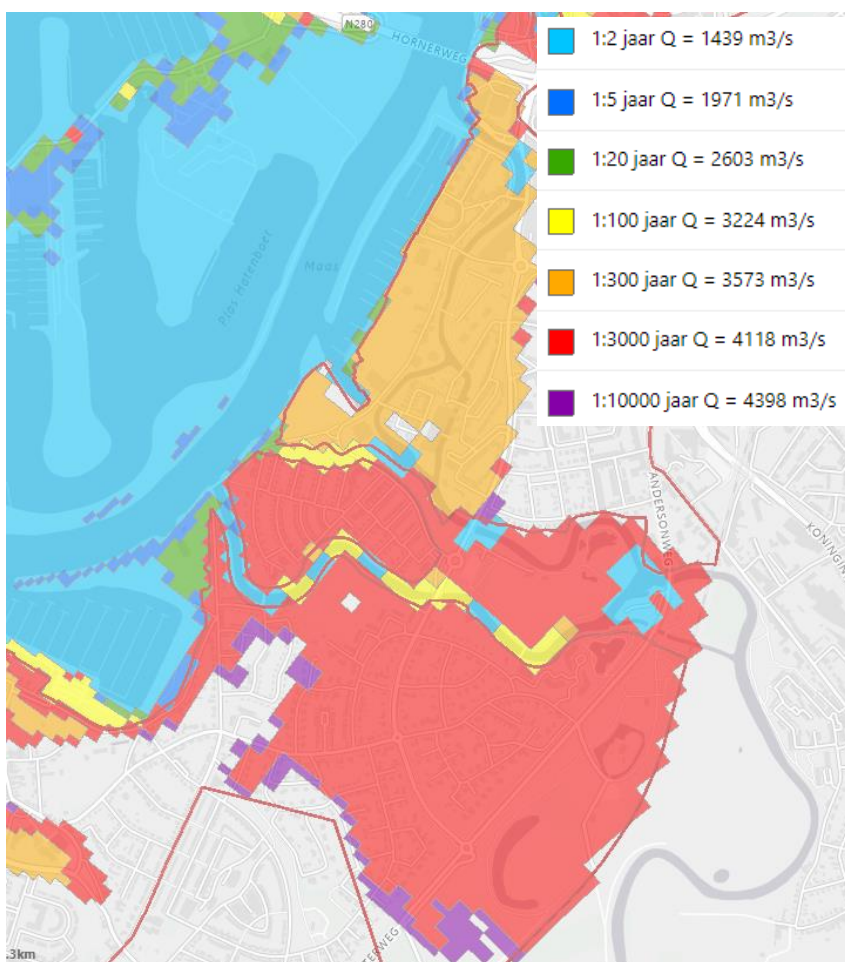 N280
HORNERWEG
1:2 jaar Q = 1439 m3/s
1:5 jaar Q = 1971 m3/s
1:20 jaar Q = 2603 m3/s
1:100 jaar Q = 3224 m3/s
1:300 jaar Q = 3573 m3/s
1:3000 jaar Q = 4118 m3/s
1:10000 jaar Q = 4398 m3/s
Maas
Plas Hatenboer
ANDERSONWEG
KONINGIN
TERWEG
.3km